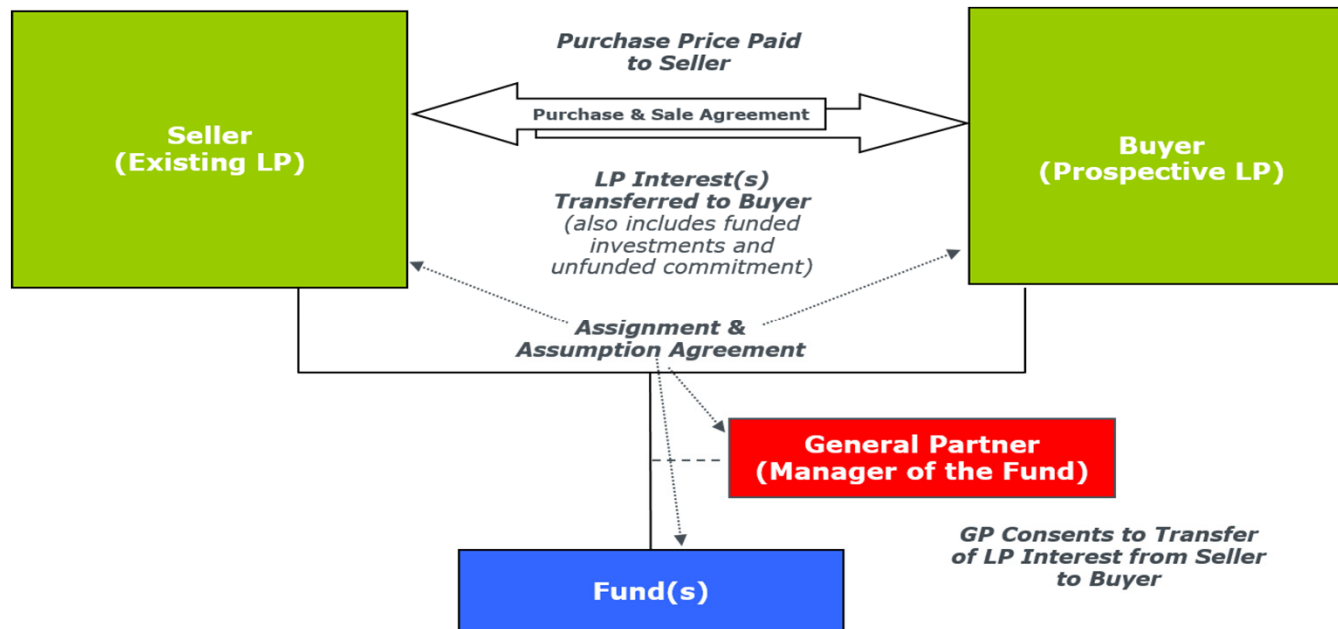 Purchase Price Paid
to Seller
Purchase & Sale Agreement
Seller
(Existing LP)
Buyer
(Prospective LP)
LP Interest(s)
Transferred to Buyer
(also includes funded
investments and
unfunded commitment)
Assignment &
Assumption Agreement
General Partner
(Manager of the Fund)
GP Consents to Transfer
of LP Interest from Seller
to Buyer
Fund(s)